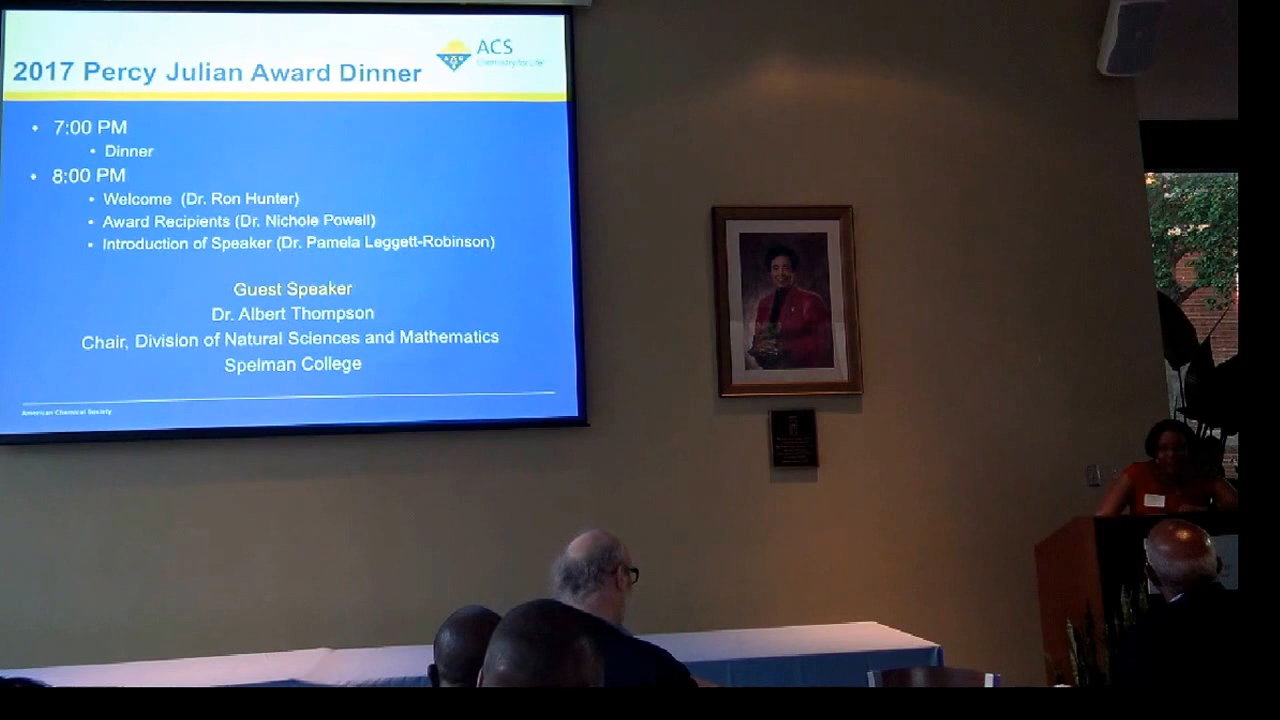 2017 Percy Julian Award Dinner
ACS
Chemistry for Life®
• 7:00 PM
• Dinner
• 8:00 PM
• Welcome (Dr. Ron Hunter)
• Award Recipients (Dr. Nichole Powell)
• Introduction of Speaker (Dr. Pamela Leggett-Robinson)
Guest Speaker
Dr. Albert Thompson
Chair, Division of Natural Sciences and Mathematics
Spelman College
American Chemical Society